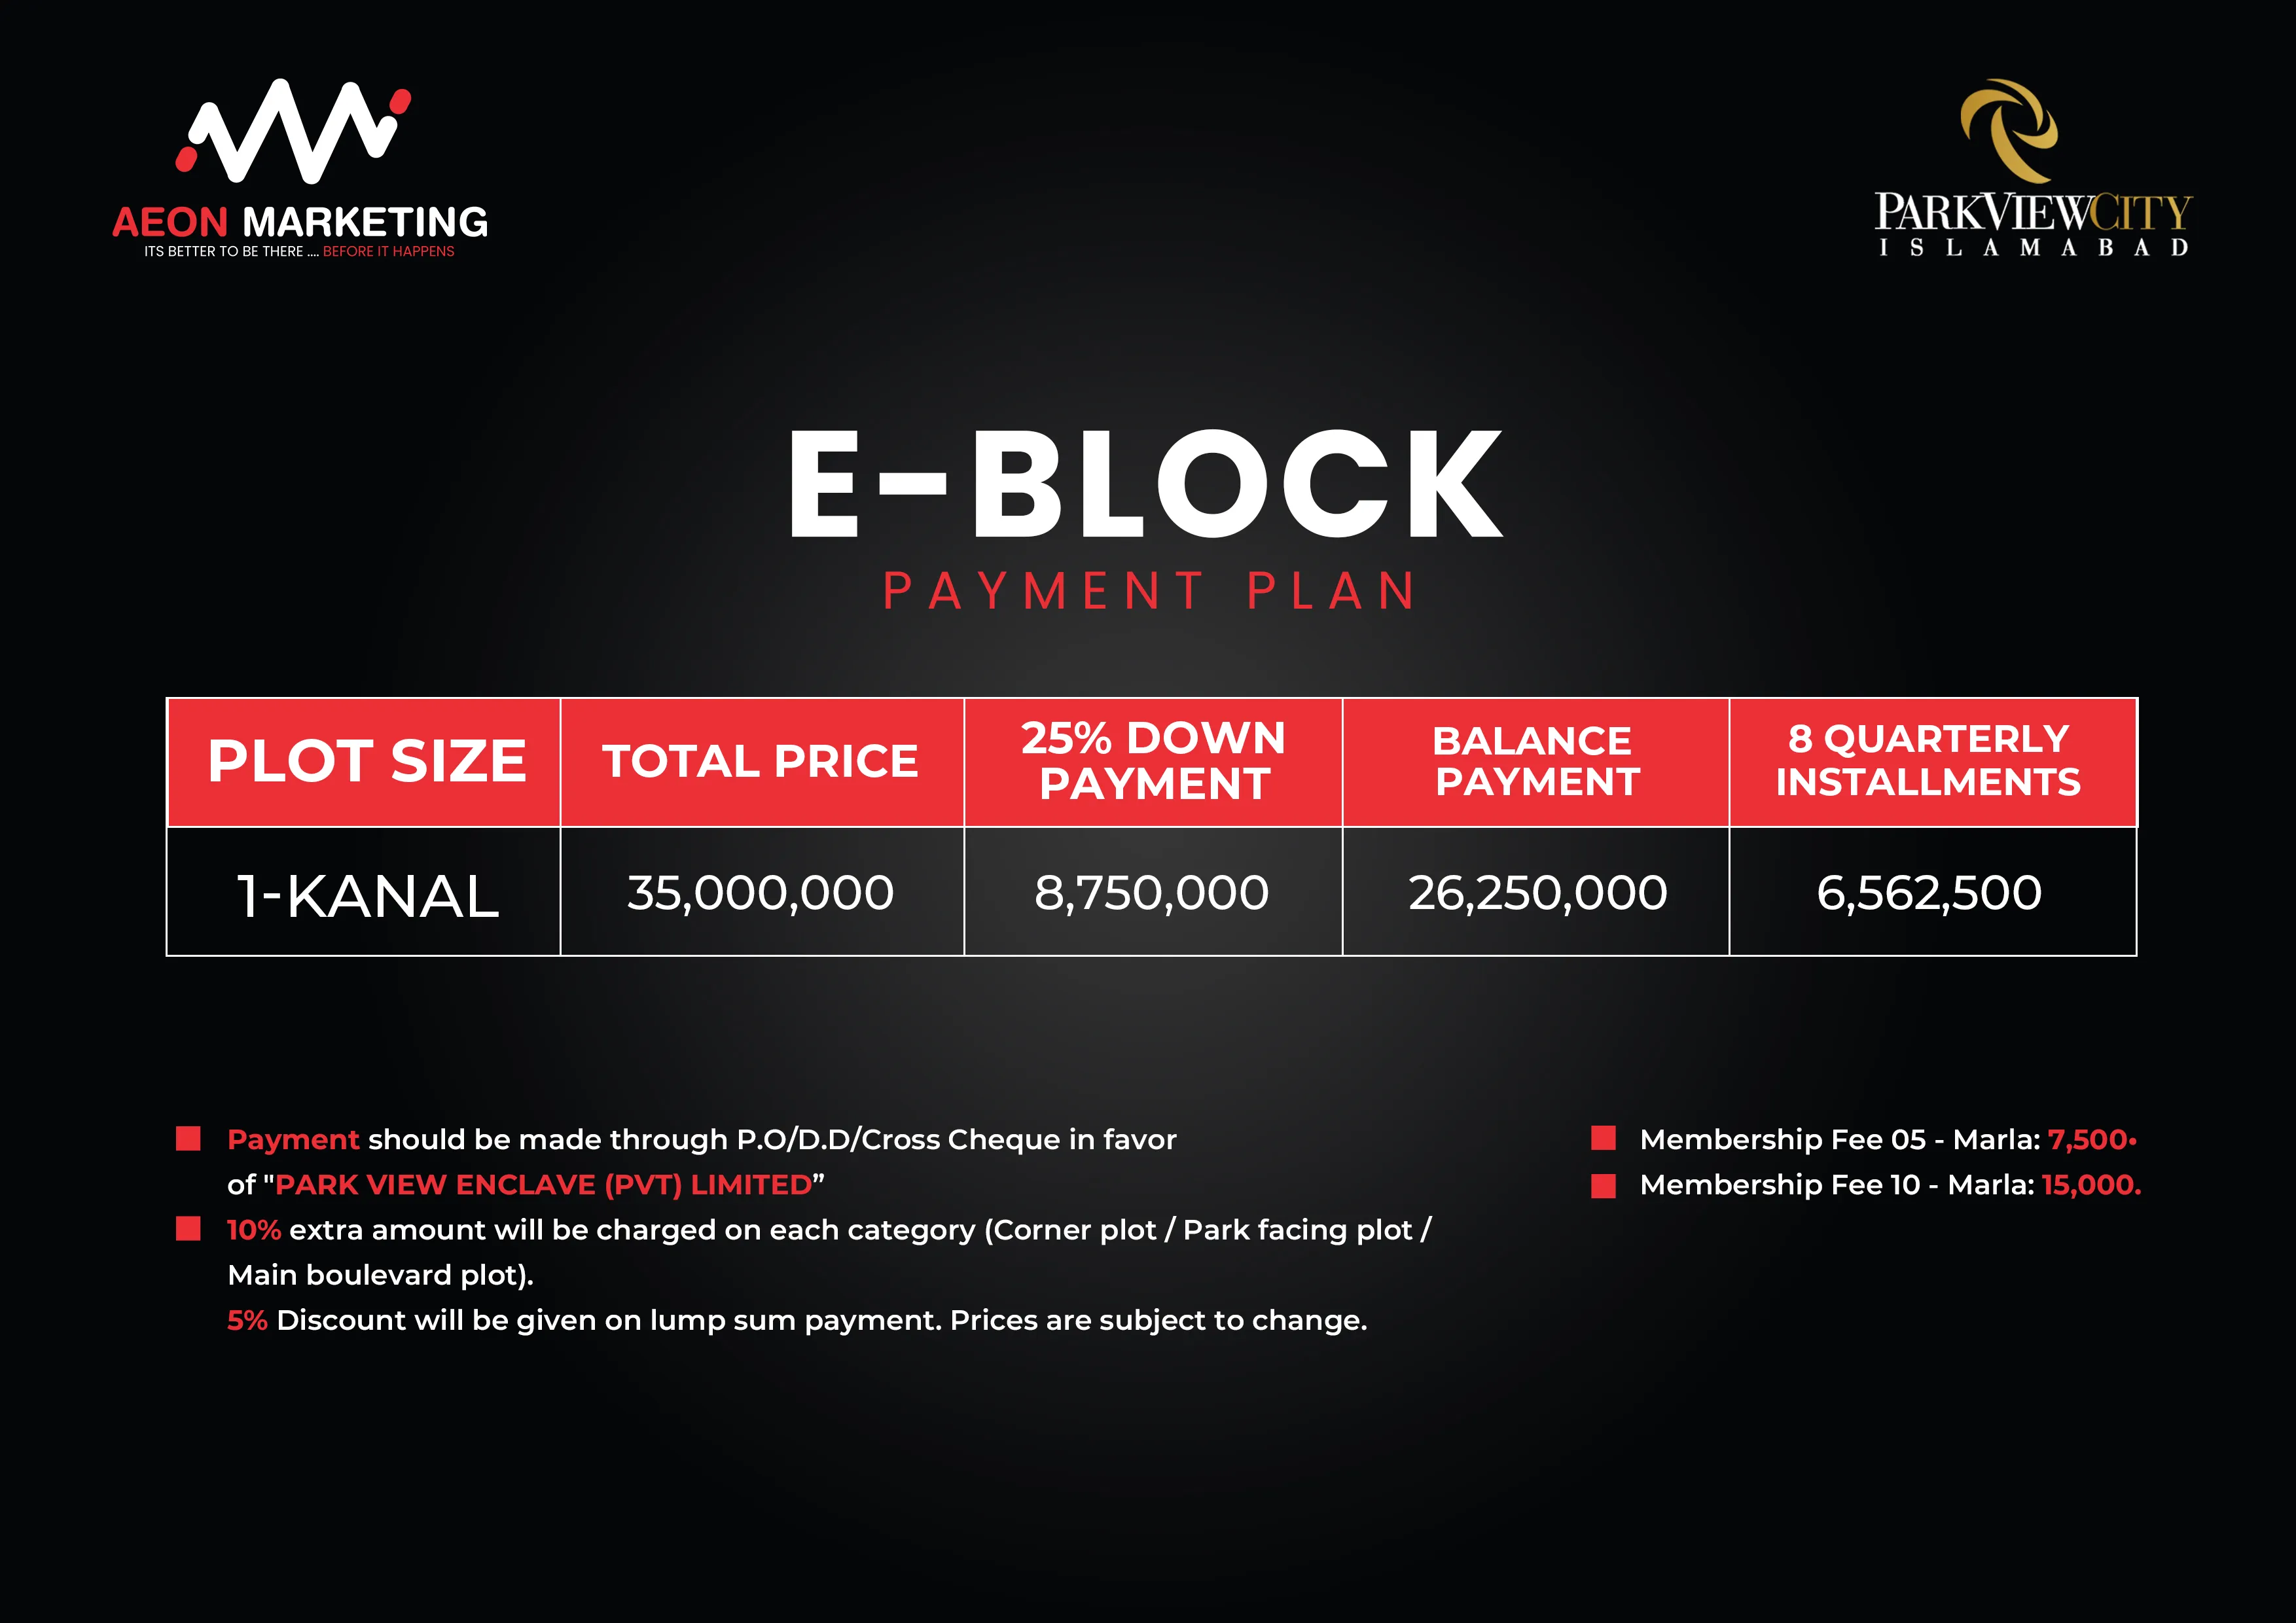 AEON MARKETING
ITS BETTER TO BE THERE .... BEFORE IT HAPPENS
PARKVIEWCITY
ISLAMABAD
E-BLOCK
PAYMENT PLAN
PLOT SIZE
TOTAL PRICE
25% DOWN
PAYMENT
BALANCE
PAYMENT
8 QUARTERLY
INSTALLMENTS
1-KANAL
35,000,000
8,750,000
26,250,000
6,562,500
Payment should be made through P.O/D.D/Cross Cheque in favor
of "PARK VIEW ENCLAVE (PVT) LIMITED”
10% extra amount will be charged on each category (Corner plot / Park facing plot /
Main boulevard plot).
5% Discount will be given on lump sum payment. Prices are subject to change.
Membership Fee 05 - Marla: 7,500•
Membership Fee 10 - Marla: 15,000.